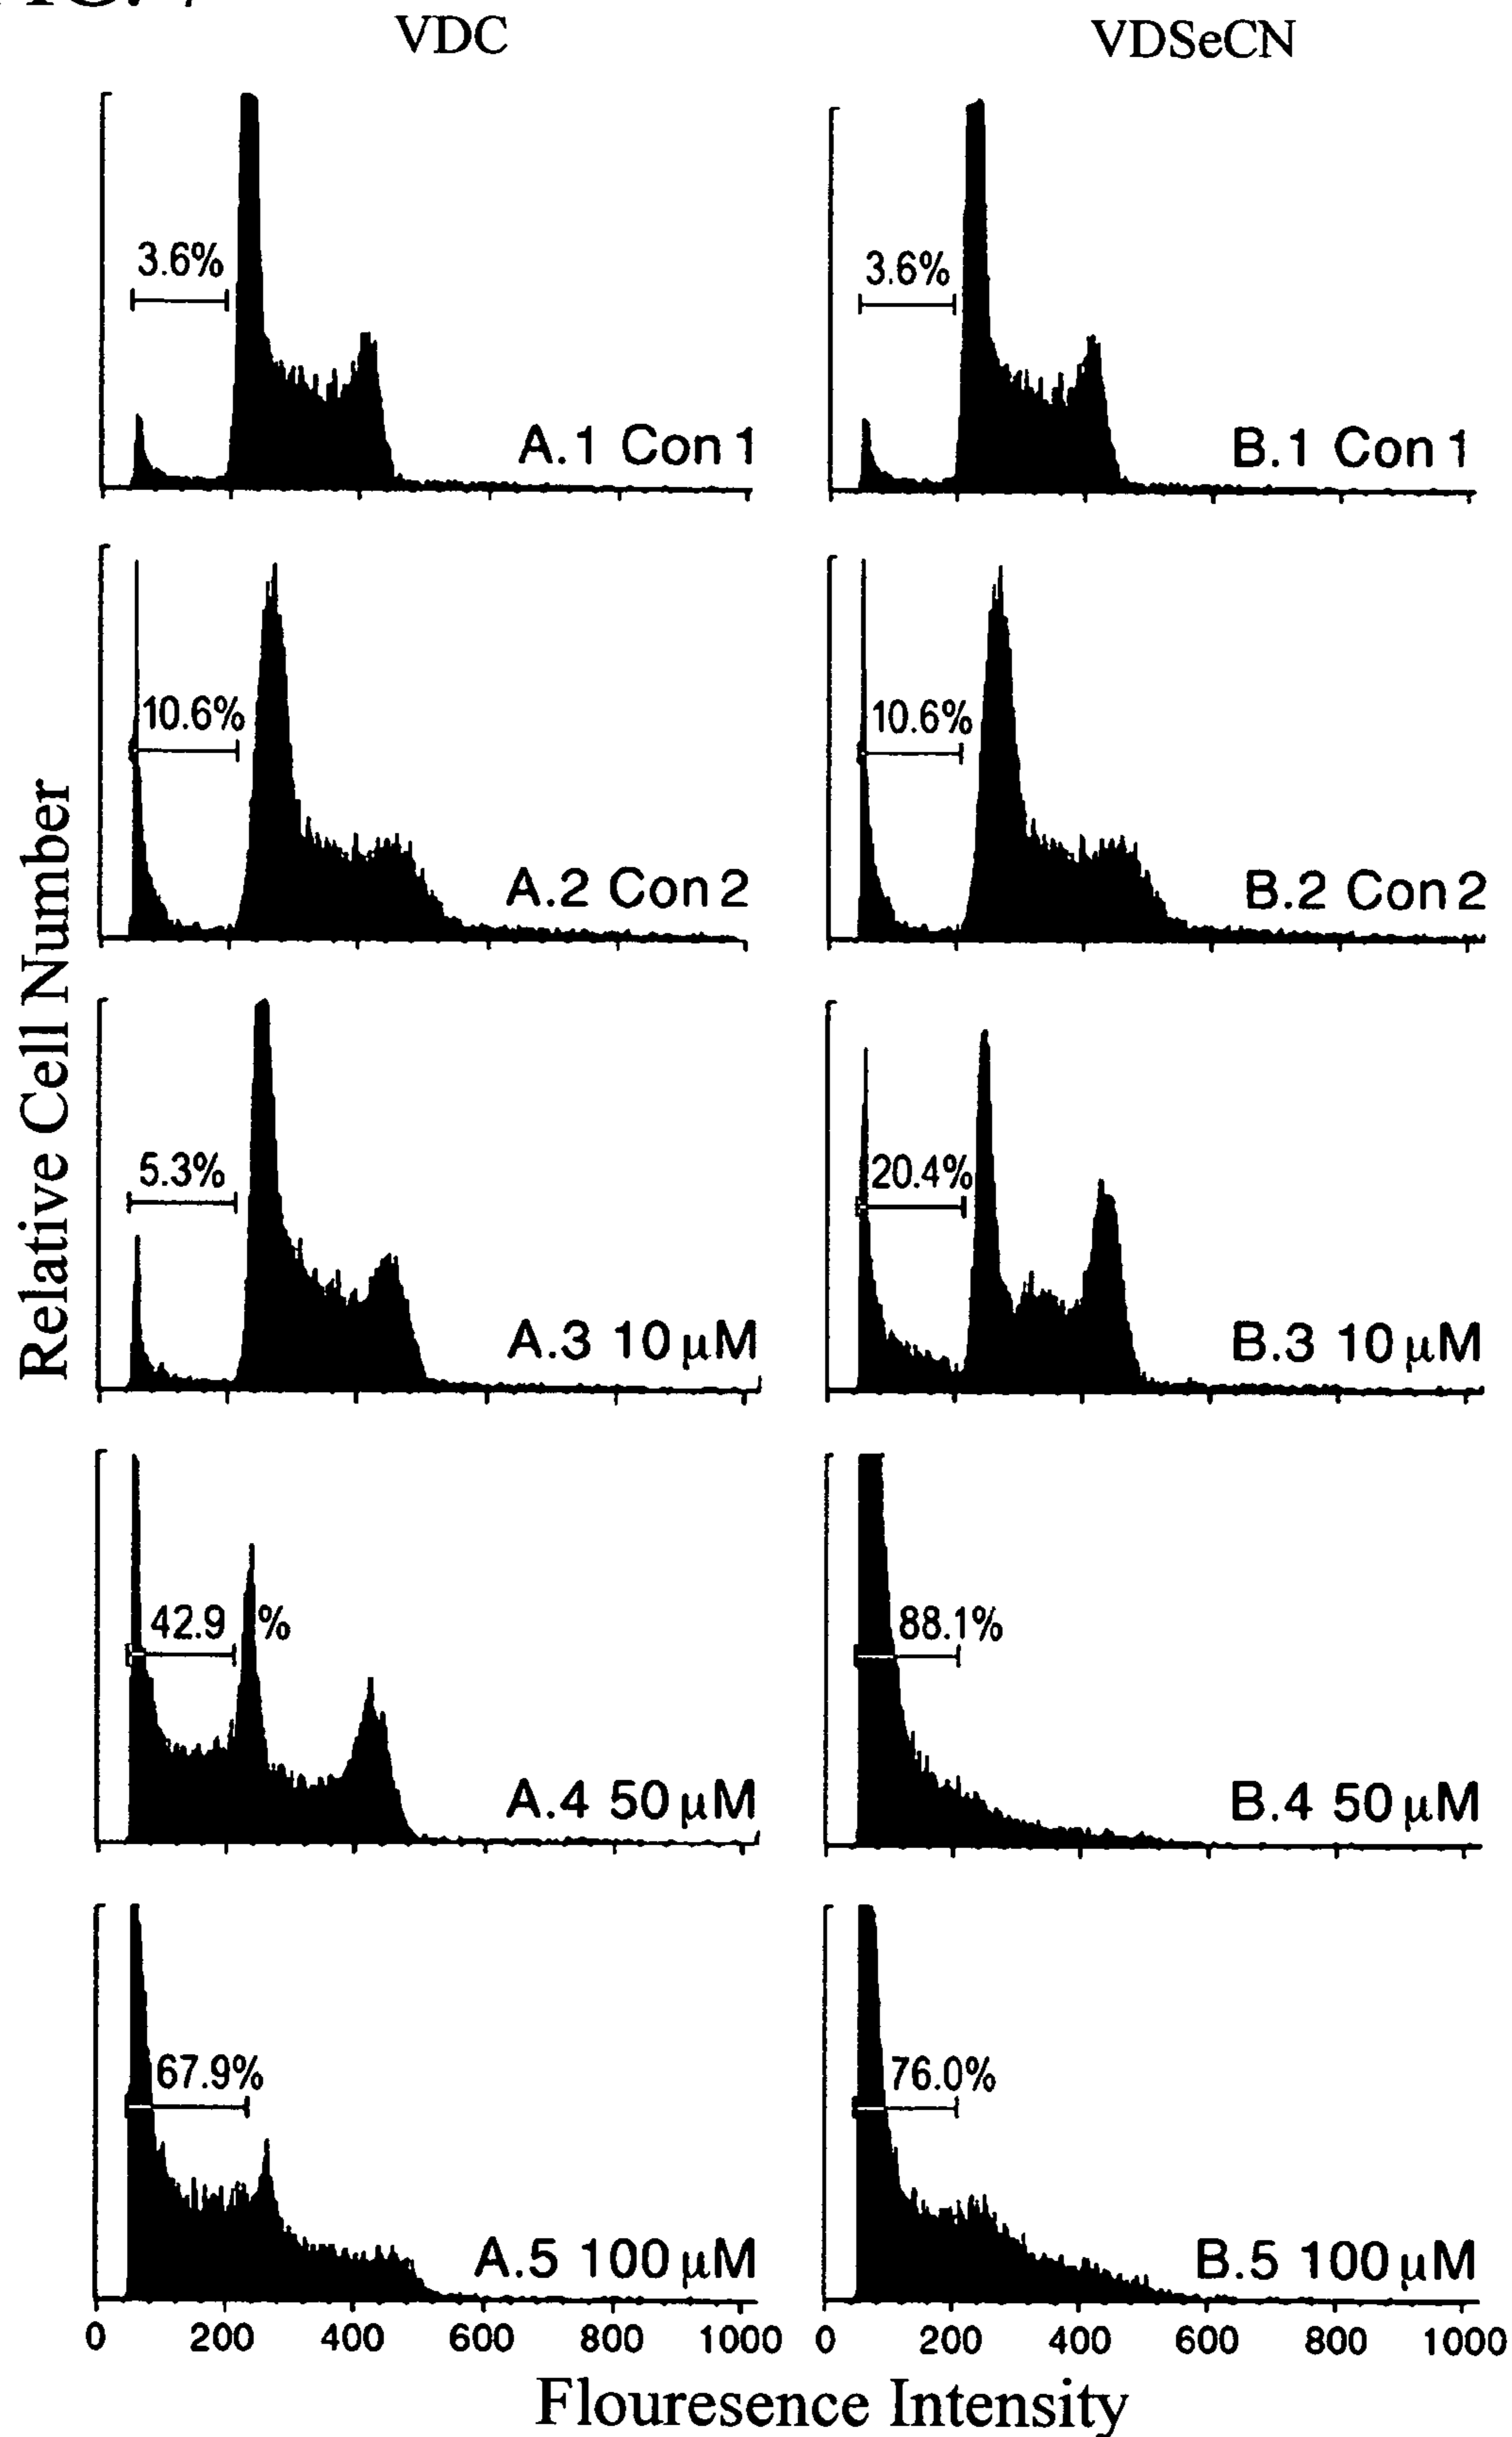 VDC
VDSeCN
Relative Cell Number
3.6%
A.1 Con 1
3.6%
B.1 Con 1
10.6%
A.2 Con 2
10.6%
B.2 Con 2
5.3%
A.3 10 µM
20.4%
B.3 10 µM
42.9 %
A.4 50 µM
88.1%
B.4 50 µM
67.9%
A.5 100 µM
76.0%
B.5 100 µM
0 200 400 600 800 1000
0 200 400 600 800 1000
Flouresence Intensity